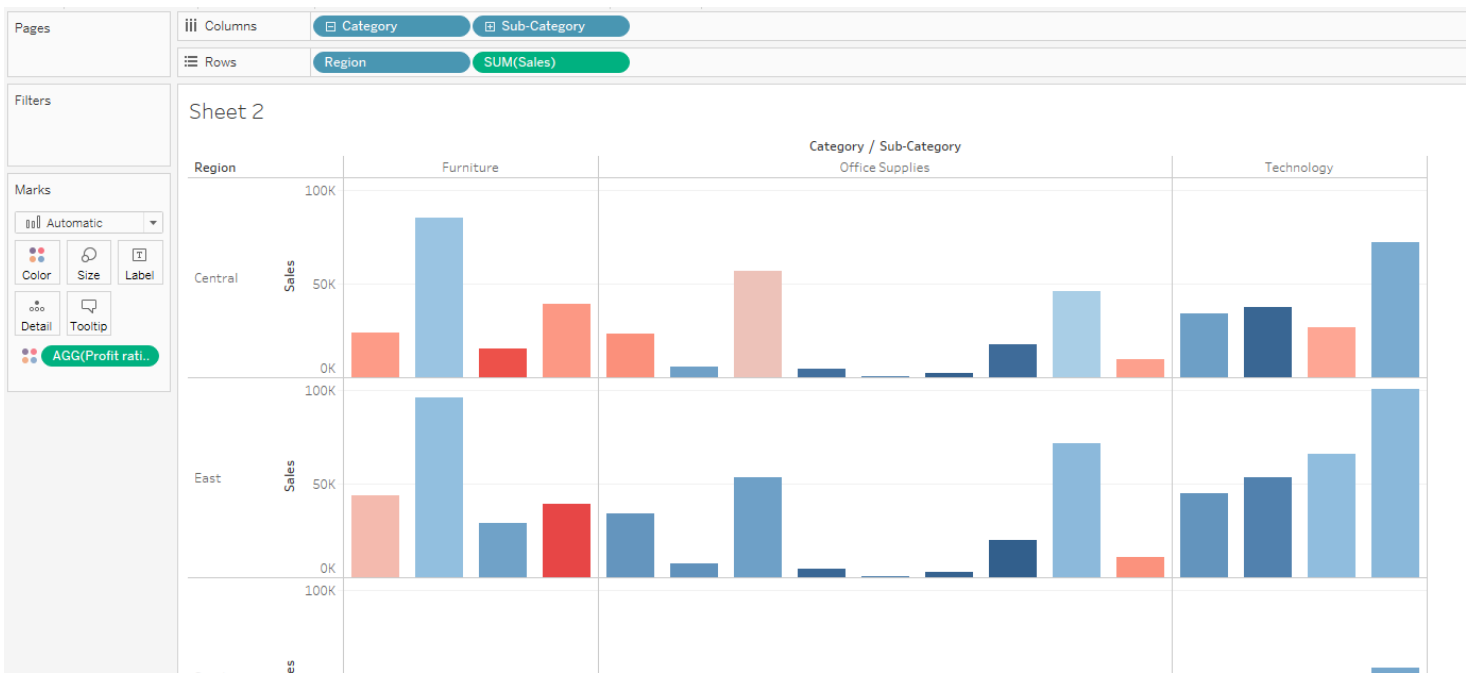 Pages
Columns
Category
Sub-Category
Rows
Region
SUM(Sales)
Filters
Sheet 2
Category / Sub-Category
Region
Furniture
Office Supplies
Technology
Marks
Automatic
Color
Size
Label
Detail
Tooltip
AGG(Profit rati..
Central
Sales
100K
50K
0K
East
Sales
100K
50K
0K
100K